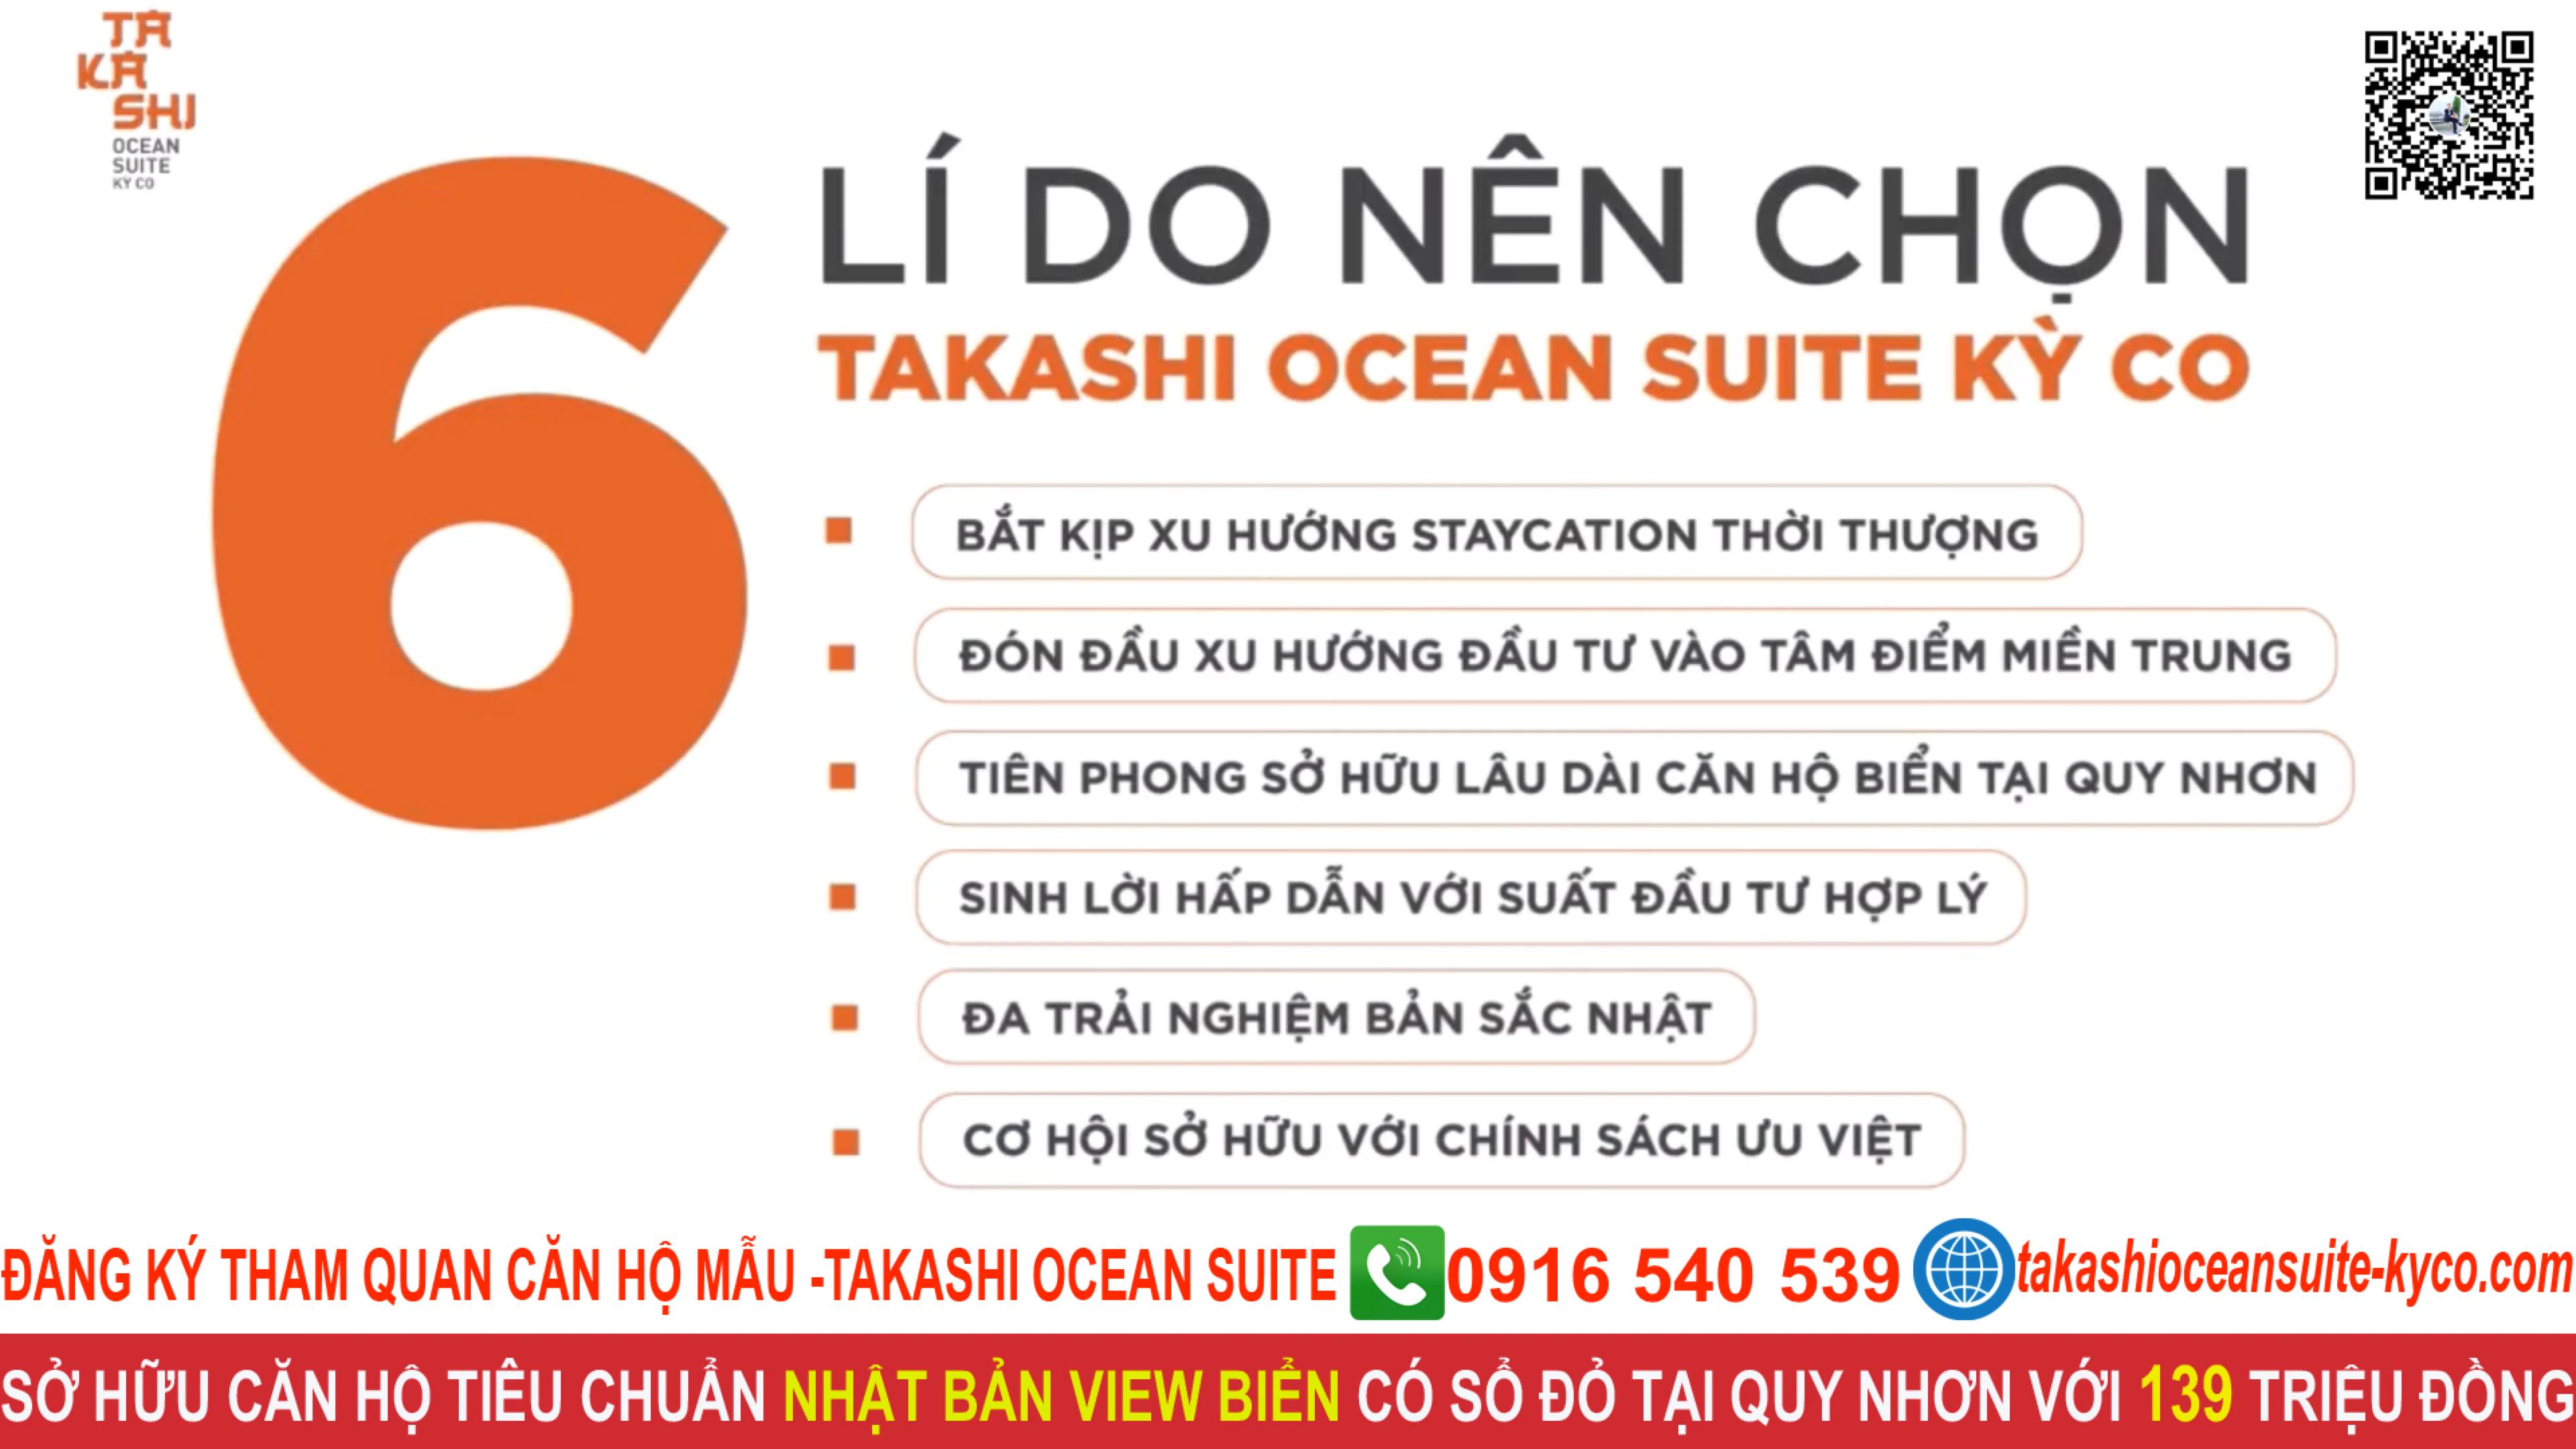 TA
KA
SHI
OCEAN
SUITE
KỲ CO
6
LÍ DO NÊN CHỌN
TAKASHI OCEAN SUITE KỲ CO
BẮT KỊP XU HƯỚNG STAYCATION THỜI THƯỢNG
ĐÓN ĐẦU XU HƯỚNG ĐẦU TƯ VÀO TÂM ĐIỂM MIỀN TRUNG
TIÊN PHONG SỞ HỮU LÂU DÀI CĂN HỘ BIỂN TẠI QUY NHƠN
SINH LỜI HẤP DẪN VỚI SUẤT ĐẦU TƯ HỢP LÝ
ĐA TRẢI NGHIỆM BẢN SẮC NHẬT
CƠ HỘI SỞ HỮU VỚI CHÍNH SÁCH ƯU VIỆT
ĐĂNG KÝ THAM QUAN CĂN HỘ MẪU -TAKASHI OCEAN SUITE 0916 540 539 takashioceansuite-kyco.com
SỞ HỮU CĂN HỘ TIÊU CHUẨN NHẬT BẢN VIEW BIỂN CÓ SỔ ĐỎ TẠI QUY NHƠN VỚI 139 TRIỆU ĐỒNG